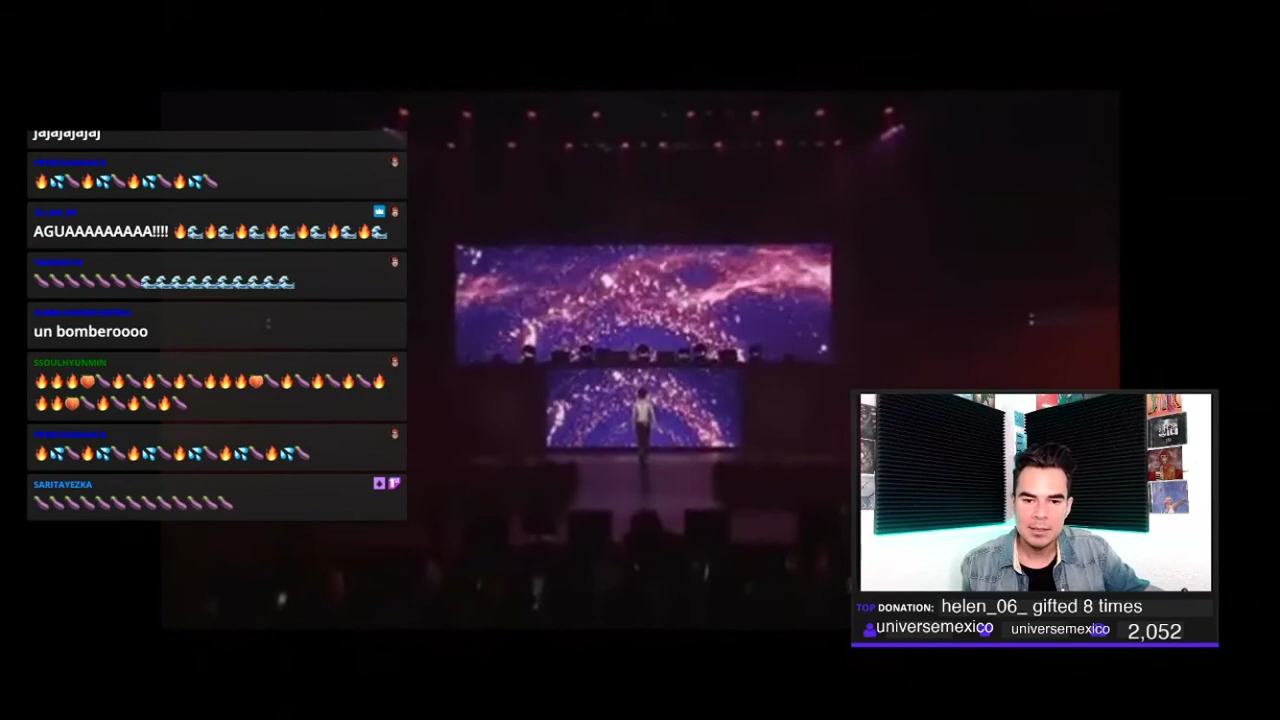 jajajajajaj
AGUAAAAAAAAA!!!! 🔥🌊🔥🌊🔥🌊🔥🌊🔥🌊🔥🌊🔥🌊
un bomberoooo
SSOULHYUNMIN
SARITAYEZKA
TOP DONATION: helen_06_ gifted 8 times
universemexico universemexico 2,052